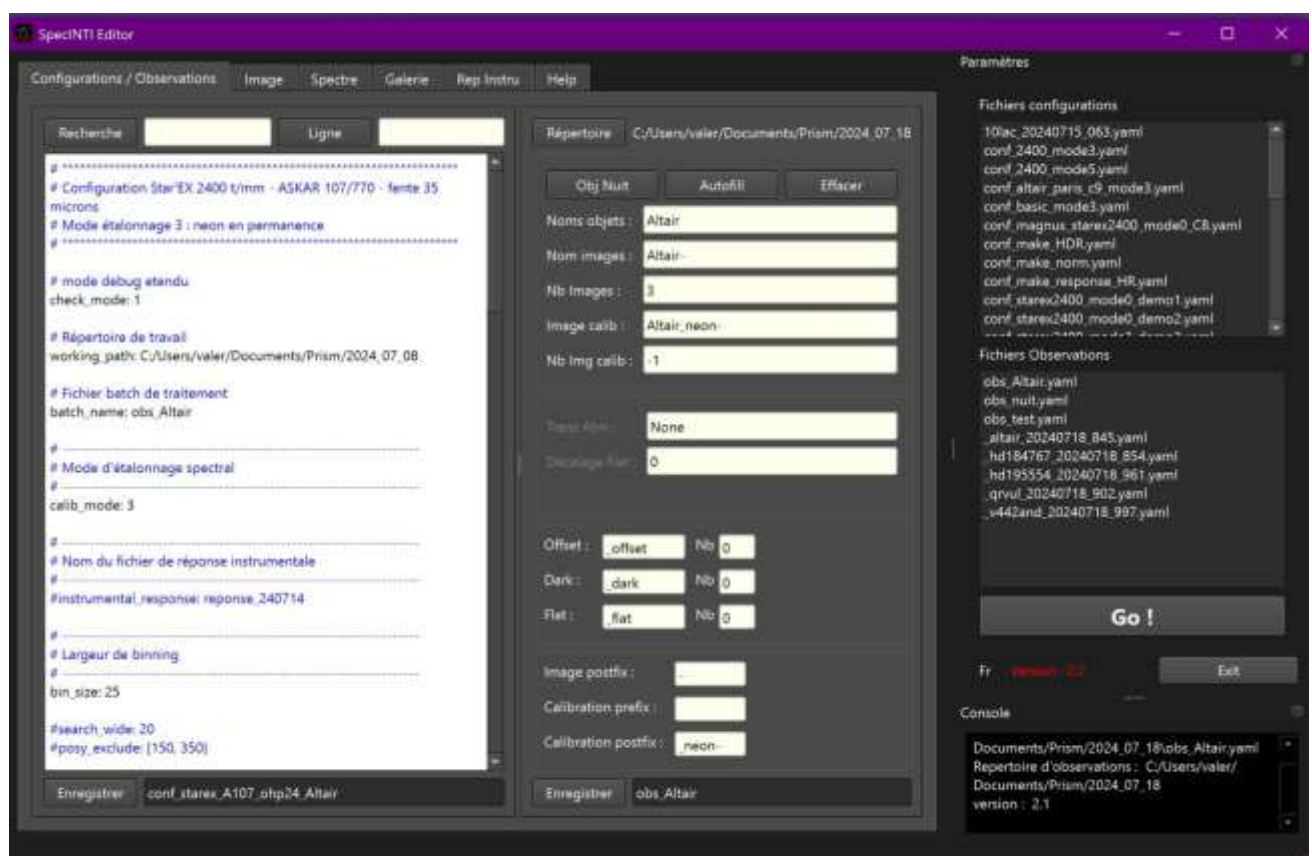 SpecINTI Editor
Configurations / Observations Image Spectre Galerie Rep Instru Help
Recherche Ligne
# Configuration Star'EX 2400 t/mm - ASKAR 107/770 - fente 35
microns
# Mode étalonnage 3 : neon en permanence
# mode debug etendu
check_mode: 1
# Répertoire de travail
working_path: C:/Users/valer/Documents/Prism/2024_07_08
# Fichier batch de traitement
batch_name: obs_Altair
# Mode d'étalonnage spectral
calib_mode: 3
# Nom du fichier de réponse instrumentale
#instrumental_response: reponse_240714
# Largeur de binning
bin_size: 25
#search_wide: 20
#posy_exclude: [150, 350]
Enregistrer conf_starex_A107_ohp24_Altair
Répertoire C:/Users/valer/Documents/Prism/2024_07_18
Obj Nuit Autofill Effacer
Noms objets : Altair
Nom images : Altair-
Nb Images : 3
Image calib : Altair_neon-
Nb Img calib : -1
None
0
Offset : _offset Nb 0
Dark : _dark Nb 0
Flat : _flat Nb 0
Image postfix : -
Calibration prefix :
Calibration postfix : _neon-
Enregistrer obs_Altair
Paramètres
Fichiers configurations
10lac_20240715_063.yaml
conf_2400_mode3.yaml
conf_2400_mode5.yaml
conf_altair_paris_c9_mode3.yaml
conf_basic_mode3.yaml
conf_magnus_starex2400_mode0_C8.yaml
conf_make_HDR.yaml
conf_make_norm.yaml
conf_make_response_HR.yaml
conf_starex2400_mode0_demo1.yaml
conf_starex2400_mode0_demo2.yaml
Fichiers Observations
obs_Altair.yaml
obs_nuit.yaml
obs_test.yaml
_altair_20240718_845.yaml
_hd184767_20240718_854.yaml
_hd195554_20240718_961.yaml
_qrvul_20240718_902.yaml
_v442and_20240718_997.yaml
Go !
Fr Version : 2.2 Exit
Console
Documents/Prism/2024_07_18\obs_Altair.yaml
Repertoire d'observations : C:/Users/valer/
Documents/Prism/2024_07_18
version : 2.1